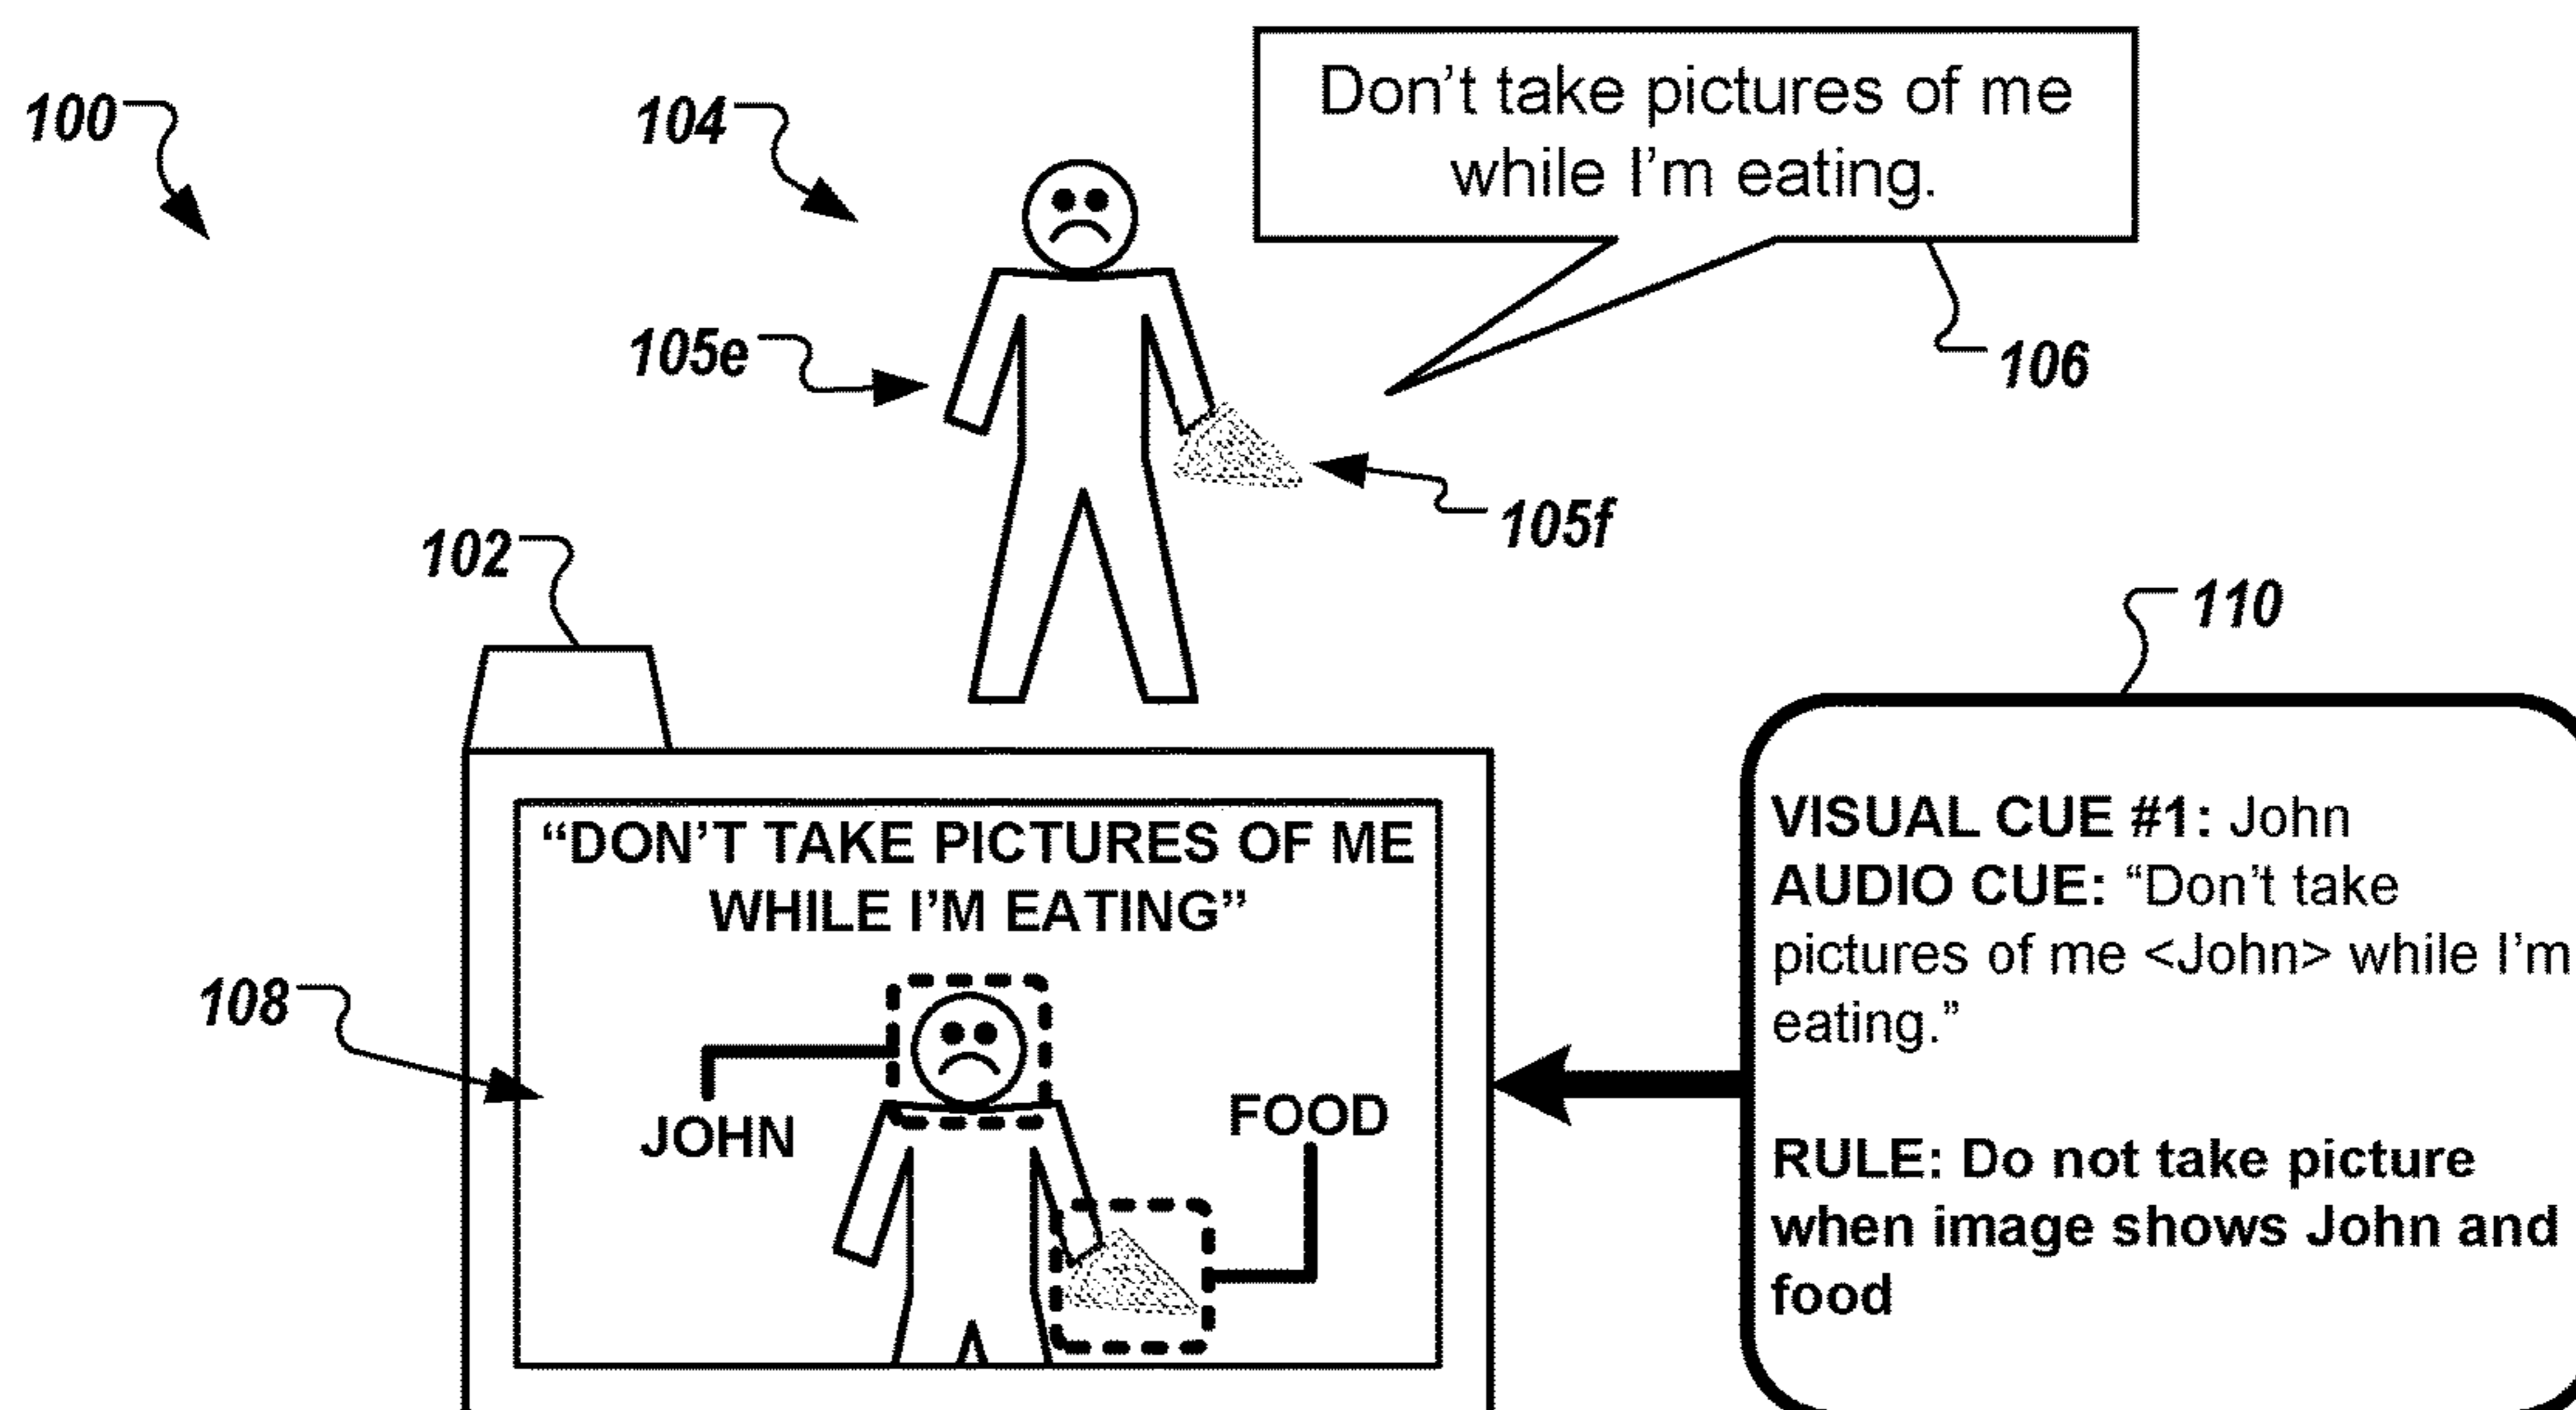 100
104
Don't take pictures of me
while I'm eating.
105e
106
105f
102
110
"DON'T TAKE PICTURES OF ME
WHILE I'M EATING"
108
JOHN
FOOD
VISUAL CUE #1: John
AUDIO CUE: “Don't take
pictures of me <John> while I'm
eating.”
RULE: Do not take picture
when image shows John and
food